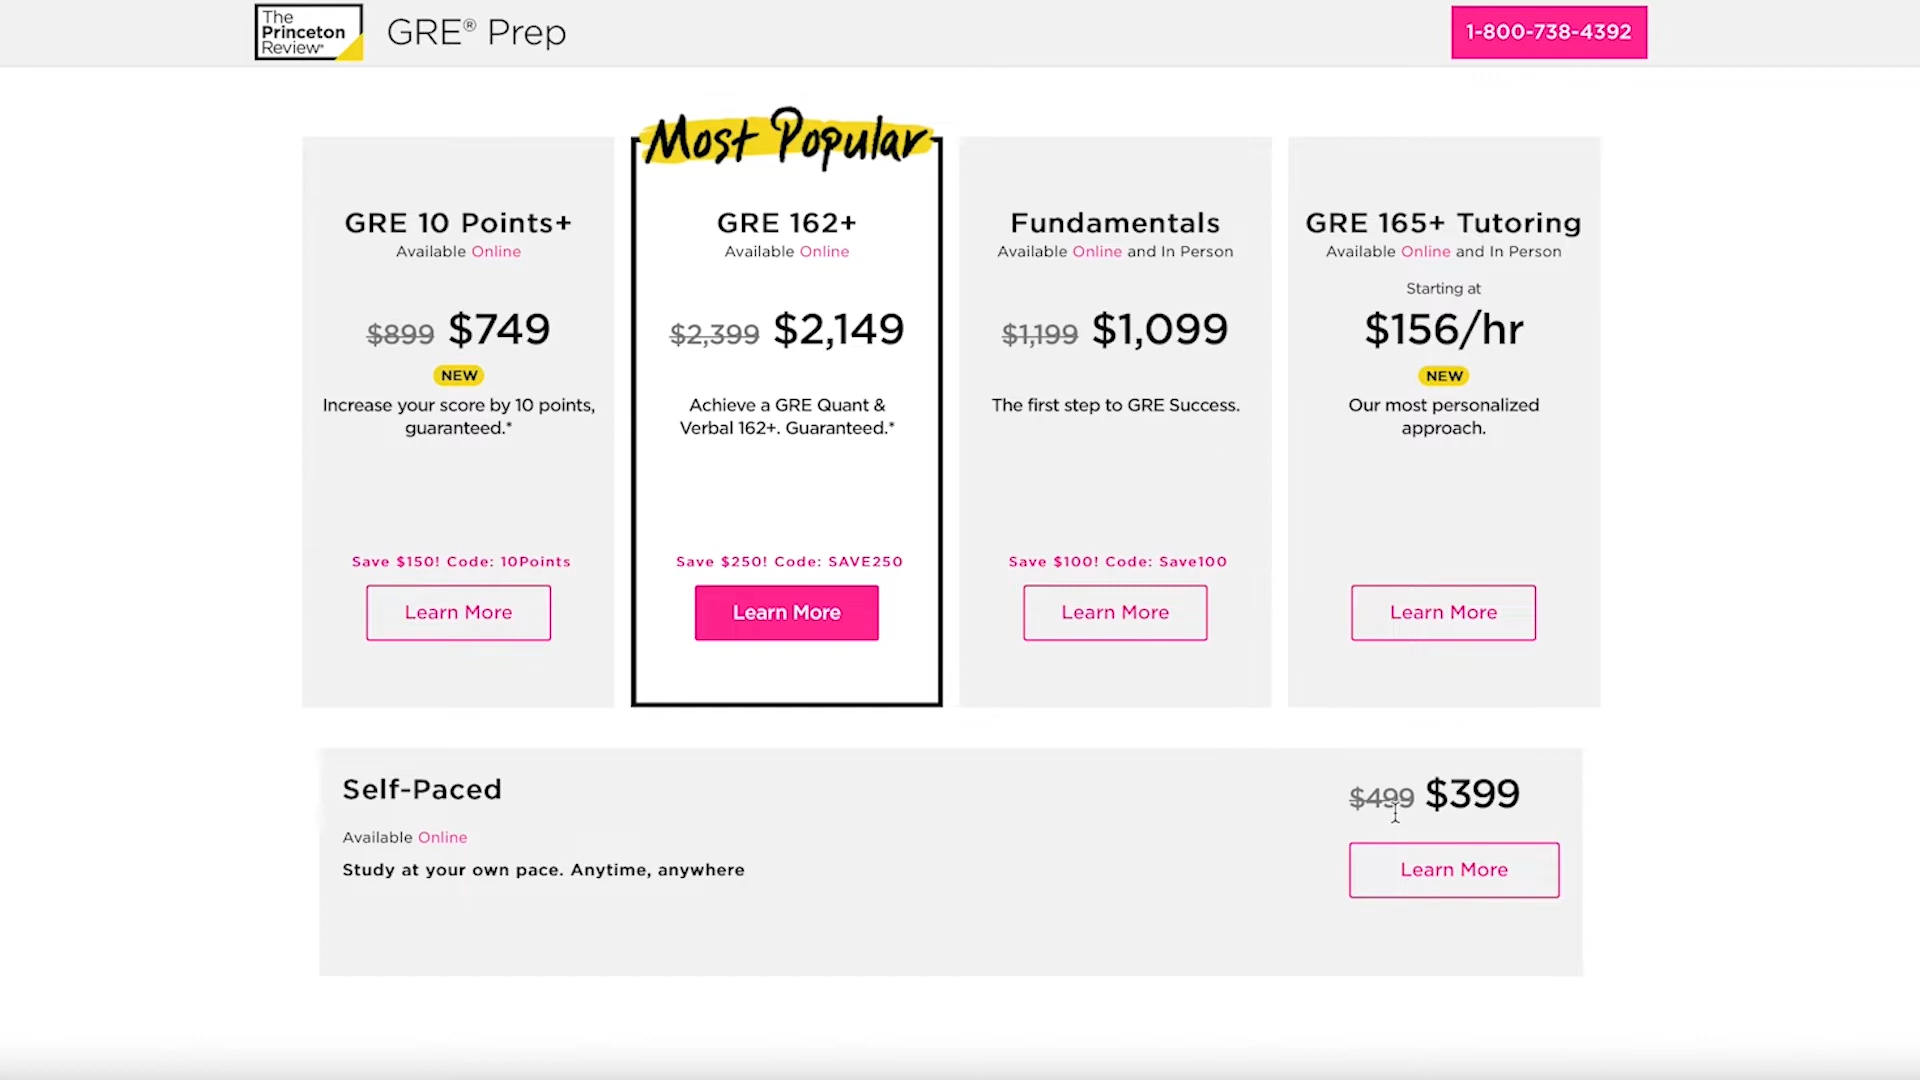 The
Princeton
Review®
GRE® Prep
1-800-738-4392
Most Popular
GRE 10 Points+
Available Online
$899 $749
NEW
Increase your score by 10 points,
guaranteed.*
Save $150! Code: 10Points
Learn More
GRE 162+
Available Online
$2,399 $2,149
Achieve a GRE Quant &
Verbal 162+. Guaranteed.*
Save $250! Code: SAVE250
Learn More
Fundamentals
Available Online and In Person
$1,199 $1,099
The first step to GRE Success.
Save $100! Code: Save100
Learn More
GRE 165+ Tutoring
Available Online and In Person
Starting at
$156/hr
NEW
Our most personalized
approach.
Learn More
Self-Paced
Available Online
Study at your own pace. Anytime, anywhere
$499 $399
Learn More